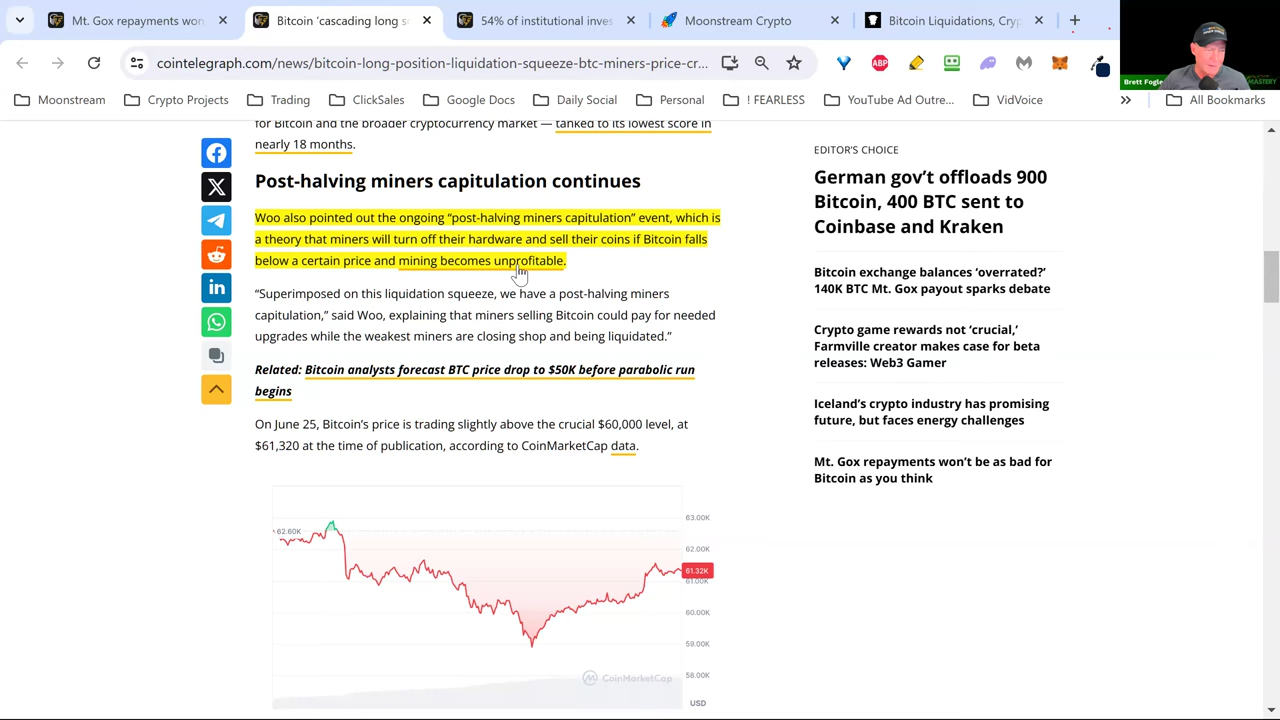 Mt. Gox repayments won
Bitcoin 'cascading long s
54% of institutional inves
Moonstream Crypto
Bitcoin Liquidations, Cryp
cointelegraph.com/news/bitcoin-long-position-liquidation-squeeze-btc-miners-price-cr...
ABP
Brett Fogle
MASTERY
Moonstream
Crypto Projects
Trading
ClickSales
Google Docs
Daily Social
Personal
! FEARLESS
YouTube Ad Outre...
VidVoice
All Bookmarks
for Bitcoin and the broader cryptocurrency market — tanked to its lowest score in
nearly 18 months.
Post-halving miners capitulation continues
Woo also pointed out the ongoing “post-halving miners capitulation” event, which is
a theory that miners will turn off their hardware and sell their coins if Bitcoin falls
below a certain price and mining becomes unprofitable.
“Superimposed on this liquidation squeeze, we have a post-halving miners
capitulation,” said Woo, explaining that miners selling Bitcoin could pay for needed
upgrades while the weakest miners are closing shop and being liquidated.”
Related: Bitcoin analysts forecast BTC price drop to $50K before parabolic run
begins
On June 25, Bitcoin’s price is trading slightly above the crucial $60,000 level, at
$61,320 at the time of publication, according to CoinMarketCap data.
62.60K
63.00K
62.00K
61.32K
61.00K
60.00K
59.00K
58.00K
CoinMarketCap
USD
EDITOR’S CHOICE
German gov’t offloads 900
Bitcoin, 400 BTC sent to
Coinbase and Kraken
Bitcoin exchange balances ‘overrated?’
140K BTC Mt. Gox payout sparks debate
Crypto game rewards not ‘crucial,’
Farmville creator makes case for beta
releases: Web3 Gamer
Iceland’s crypto industry has promising
future, but faces energy challenges
Mt. Gox repayments won’t be as bad for
Bitcoin as you think